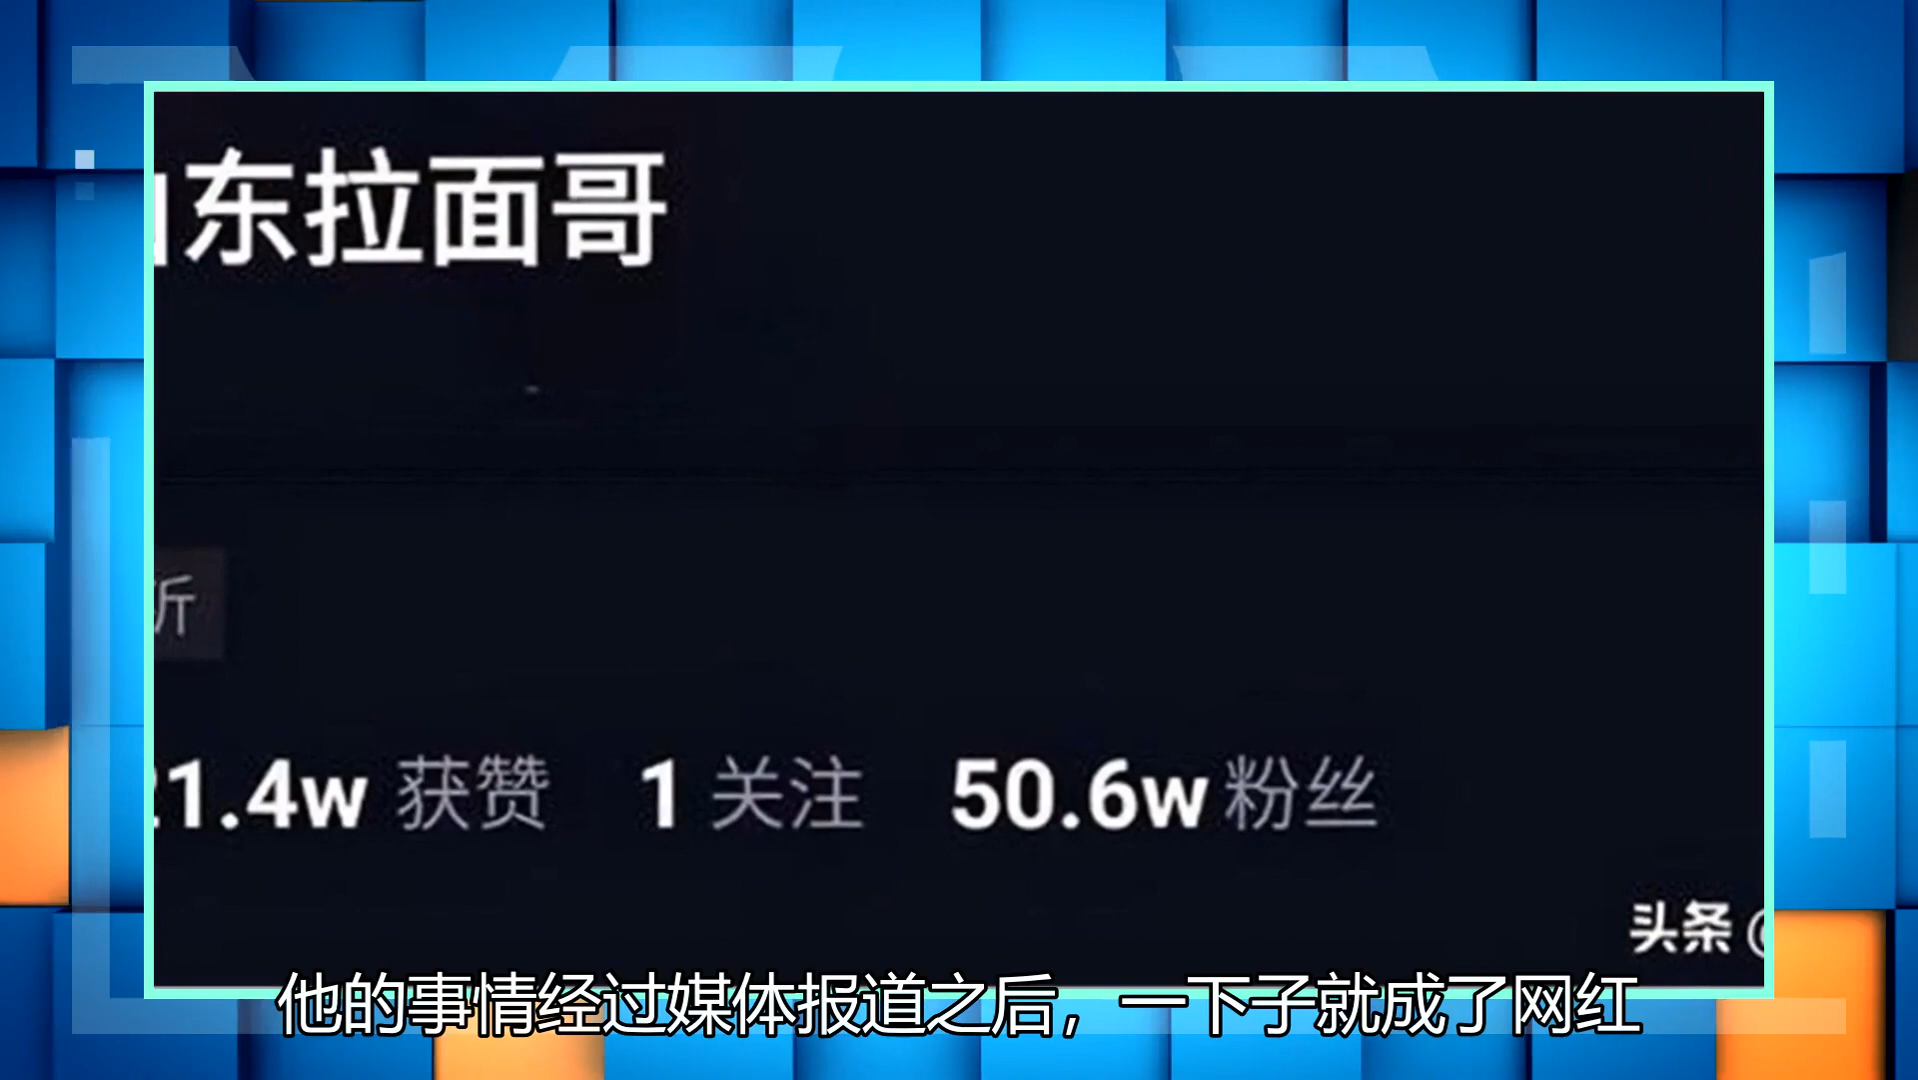 东拉面哥
21.4w 获赞 1 关注 50.6w 粉丝
头条 @
他的事情经过媒体报道之后，一下子就成了网红